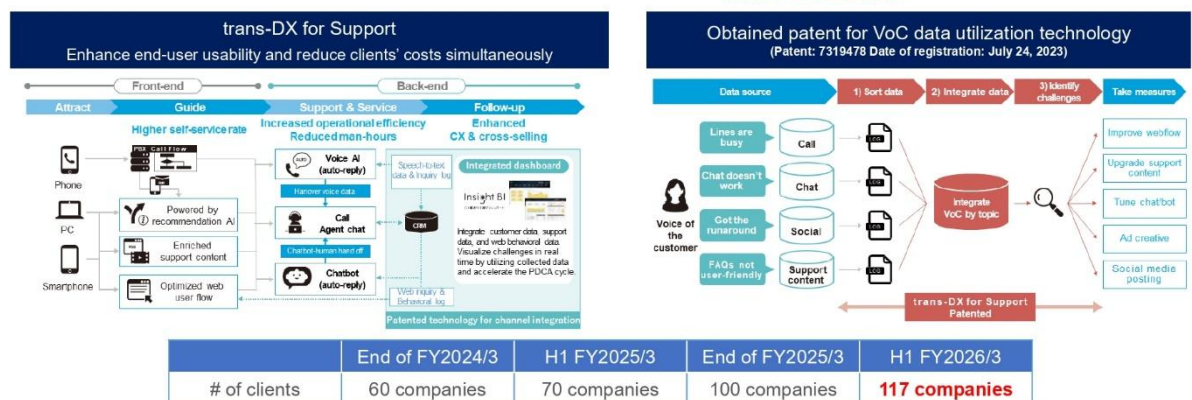 trans-DX for Support
Enhance end-user usability and reduce clients' costs simultaneously
Front-end
Back-end
Attract
Guide
Support & Service
Follow-up
Higher self-service rate
Increased operational efficiency
Reduced man-hours
Enhanced
CX & cross-selling
PBX Call Flow
Phone
PC
Smartphone
Powered by
recommendation AI
Enriched
support content
Optimized web
user flow
AUTO
Voice AI
(auto-reply)
Hanover voice data
Call
Agent chat
Chatbot-human hand off
Chatbot
(auto-reply)
Speech-to-text
data & Inquiry log
CRM
Web inquiry &
Behavioral log
Integrated dashboard
Insight BI
Integrate customer data, support
data, and web behavioral data.
Visualize challenges in real
time by utilizing collected data
and accelerate the PDCA cycle.
Patented technology for channel integration
Obtained patent for VoC data utilization technology
(Patent: 7319478 Date of registration: July 24, 2023)
Data source
1) Sort data
2) Integrate data
3) Identify
challenges
Take measures
Voice of
the
customer
Lines are
busy
Call
LOG
Chat doesn't
work
Chat
LOG
Got the
runaround
Social
LOG
FAQs not
user-friendly
Support
content
LOG
Integrate
VoC by topic
Improve webflow
Upgrade support
content
Tune chatbot
Ad creative
Social media
posting
trans-DX for Support
Patented
End of FY2024/3 H1 FY2025/3 End of FY2025/3 H1 FY2026/3
# of clients 60 companies 70 companies 100 companies 117 companies